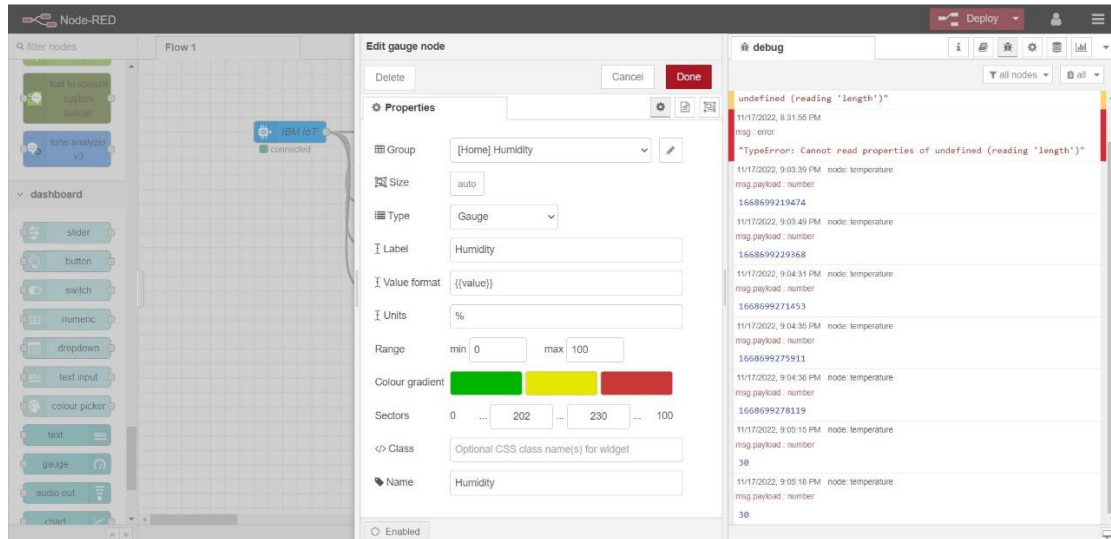 Node-RED
Deploy
filter nodes
Flow 1
text to speech
custom
builder
tone analyzer
v3
dashboard
slider
button
switch
numeric
dropdown
text input
colour picker
text
gauge
audio out
chart
IBM IoT
connected
Edit gauge node
Delete
Cancel
Done
Properties
Group
[Home] Humidity
Size
auto
Type
Gauge
Label
Humidity
Value format
{{value}}
Units
%
Range
min 0
max 100
Colour gradient
Sectors
0 ... 202 ... 230 ... 100
</> Class
Optional CSS class name(s) for widget
Name
Humidity
Enabled
debug
all nodes
all
undefined (reading 'length')"
11/17/2022, 8:31:55 PM
msg : error
"TypeError: Cannot read properties of undefined (reading 'length')"
11/17/2022, 9:03:39 PM node: temperature
msg.payload : number
1668699219474
11/17/2022, 9:03:49 PM node: temperature
msg.payload : number
1668699229368
11/17/2022, 9:04:31 PM node: temperature
msg.payload : number
1668699271453
11/17/2022, 9:04:35 PM node: temperature
msg.payload : number
1668699275911
11/17/2022, 9:04:38 PM node: temperature
msg.payload : number
1668699278119
11/17/2022, 9:05:15 PM node: temperature
msg.payload : number
30
11/17/2022, 9:05:18 PM node: temperature
msg.payload : number
30